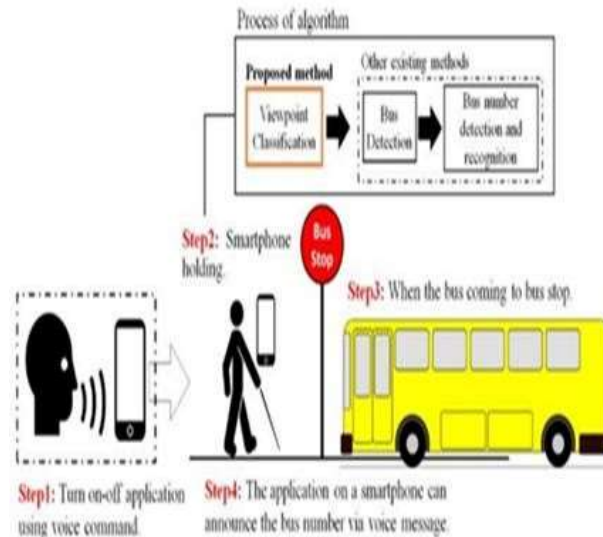 Process of algorithm
Proposed method
Viewpoint
Classification
Other existing methods
Bus
Detection
Bus number
detection and
recognition
Step2: Smartphone
holding.
Bus
Stop
Step3: When the bus coming to bus stop.
Step1: Turn on-off application
using voice command.
Step4: The application on a smartphone can
announce the bus number via voice message.